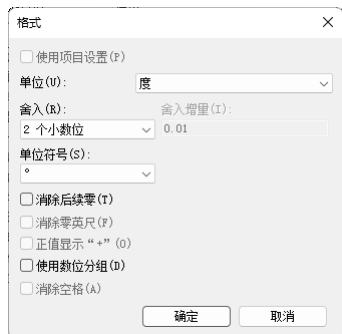 格式
使用项目设置(P)
单位(U):
度
舍入(R):
舍入增量(I):
2 个小数位
0.01
单位符号(S):
°
消除后续零(T)
消除零英尺(F)
正值显示“+”(O)
使用数位分组(D)
消除空格(A)
确定
取消